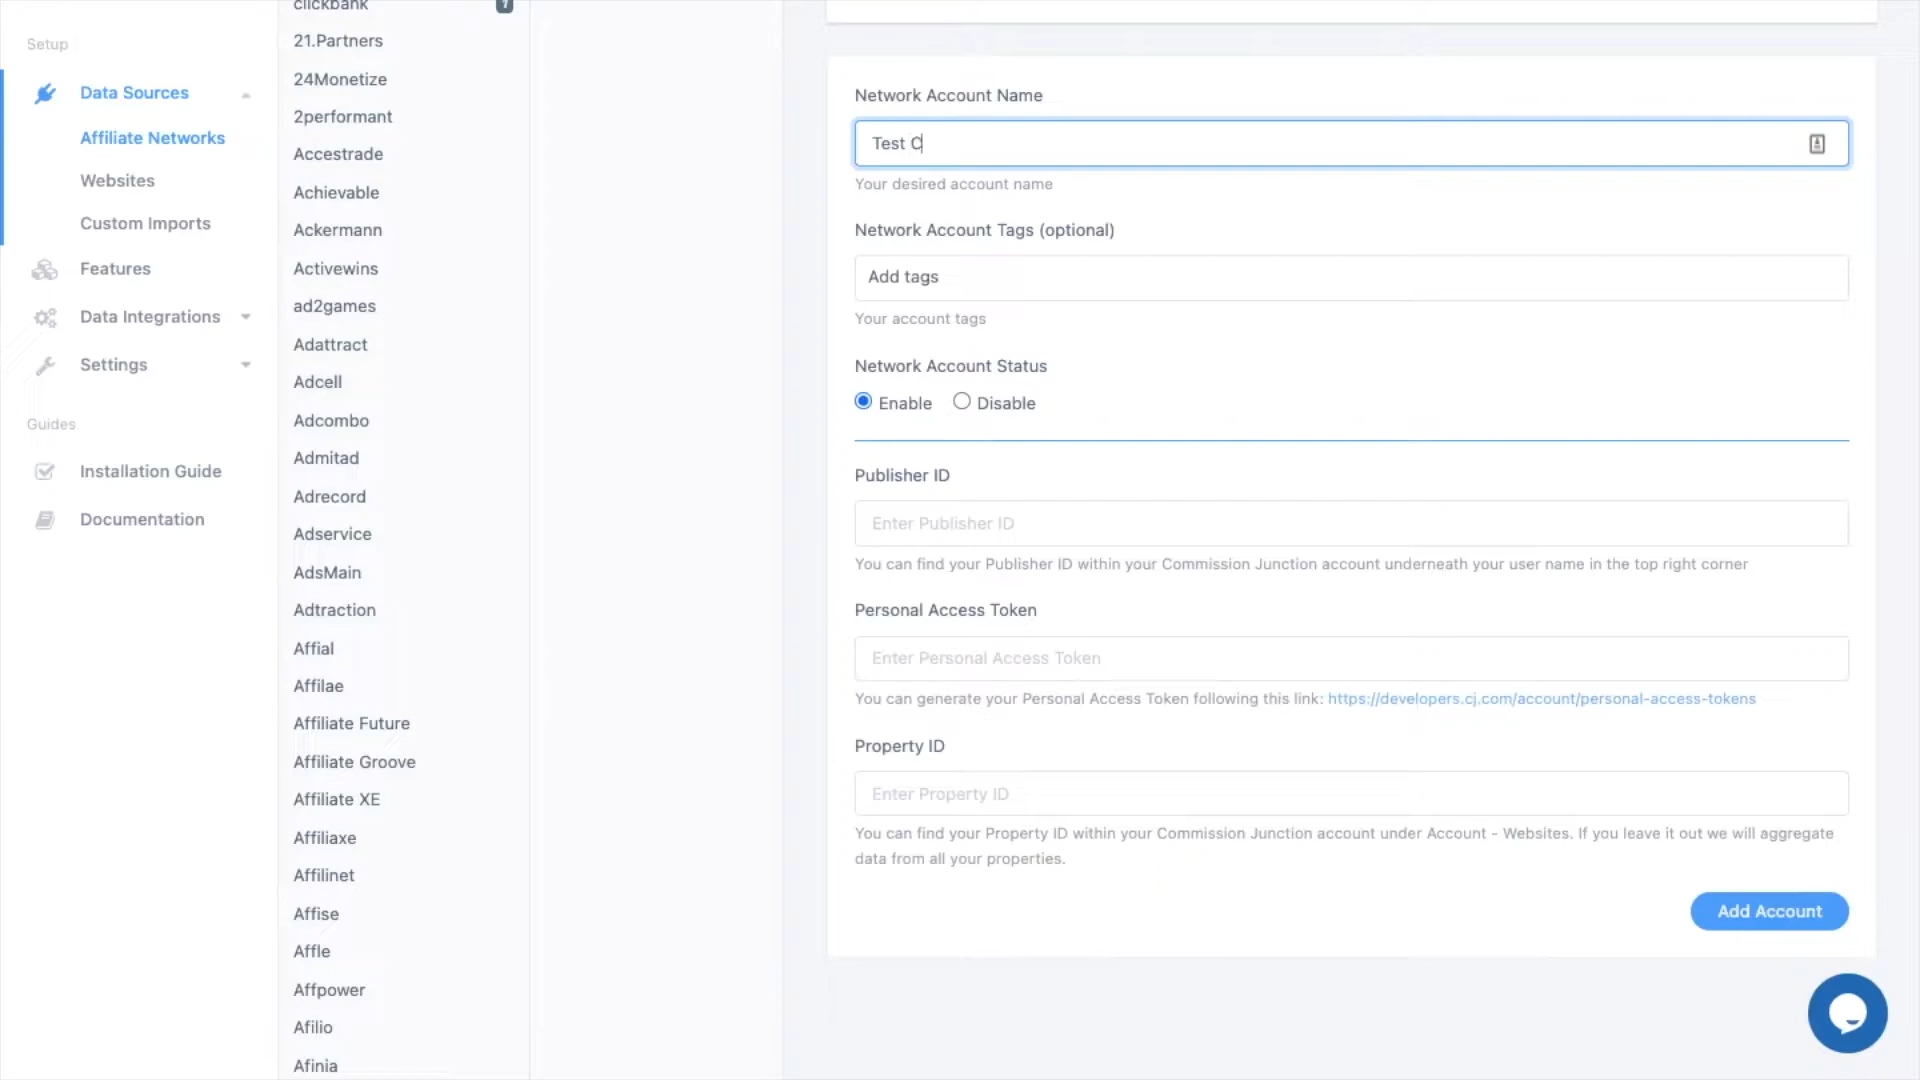 Setup
Data Sources
Affiliate Networks
Websites
Custom Imports
Features
Data Integrations
Settings
Guides
Installation Guide
Documentation
clickbank
21.Partners
24Monetize
2performant
Accestrade
Achievable
Ackermann
Activewins
ad2games
Adattract
Adcell
Adcombo
Admitad
Adrecord
Adservice
AdsMain
Adtraction
Affial
Affilae
Affiliate Future
Affiliate Groove
Affiliate XE
Affiliaxe
Affilinet
Affise
Affle
Affpower
Afilio
Afinia
Network Account Name
Test C
Your desired account name
Network Account Tags (optional)
Add tags
Your account tags
Network Account Status
Enable Disable
Publisher ID
Enter Publisher ID
You can find your Publisher ID within your Commission Junction account underneath your user name in the top right corner
Personal Access Token
Enter Personal Access Token
You can generate your Personal Access Token following this link: https://developers.cj.com/account/personal-access-tokens
Property ID
Enter Property ID
You can find your Property ID within your Commission Junction account under Account - Websites. If you leave it out we will aggregate
data from all your properties.
Add Account